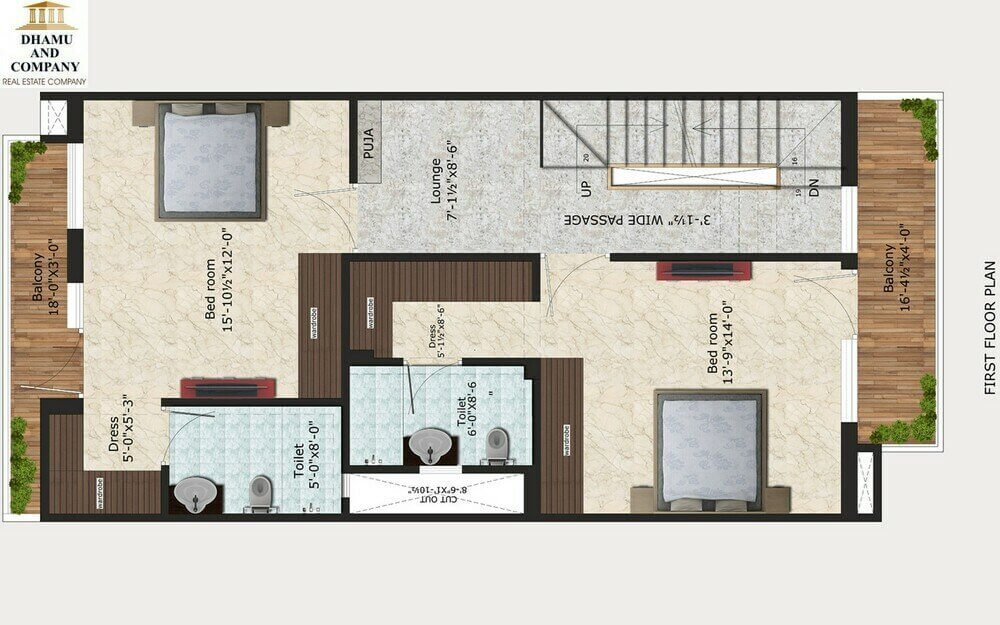 DHAMU
AND
COMPANY
REAL ESTATE COMPANY
PUJA
Lounge
7'-1½"x8'-6"
UP
20
16
19
DN
3'-1½" WIDE PASSAGE
Balcony
18'-0"x3'-0"
Bed room
15'-10½"x12'-0"
wardrobe
wardrobe
Dress
5'-1½"x8'-6"
Bed room
13'-9"x14'-0"
Balcony
16'-4½"x4'-0"
FIRST FLOOR PLAN
Dress
5'-0"x5'-3"
wardrobe
Toilet
5'-0"x8'-0"
Toilet
6'-0"x8'-6
"
wardrobe
CUT OUT
8'-6"X1'-10½"